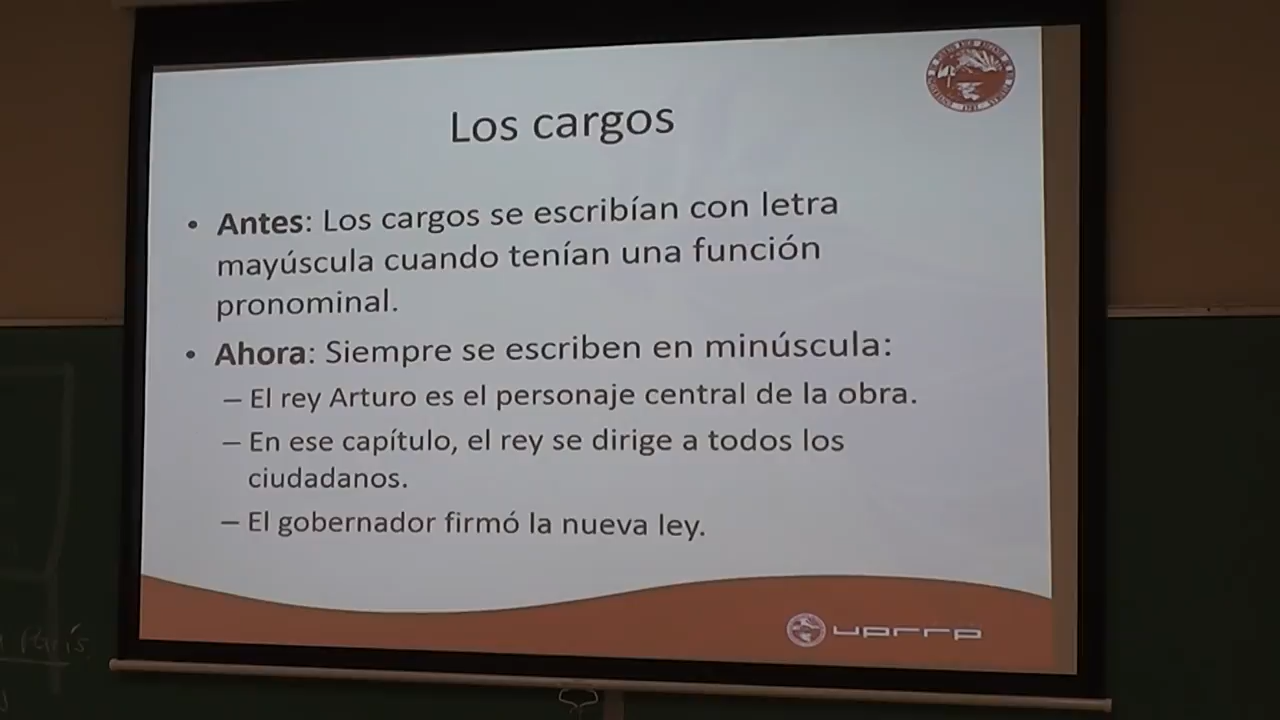 Los cargos
• Antes: Los cargos se escribían con letra
mayúscula cuando tenían una función
pronominal.
• Ahora: Siempre se escriben en minúscula:
– El rey Arturo es el personaje central de la obra.
– En ese capítulo, el rey se dirige a todos los
ciudadanos.
– El gobernador firmó la nueva ley.
uprrp